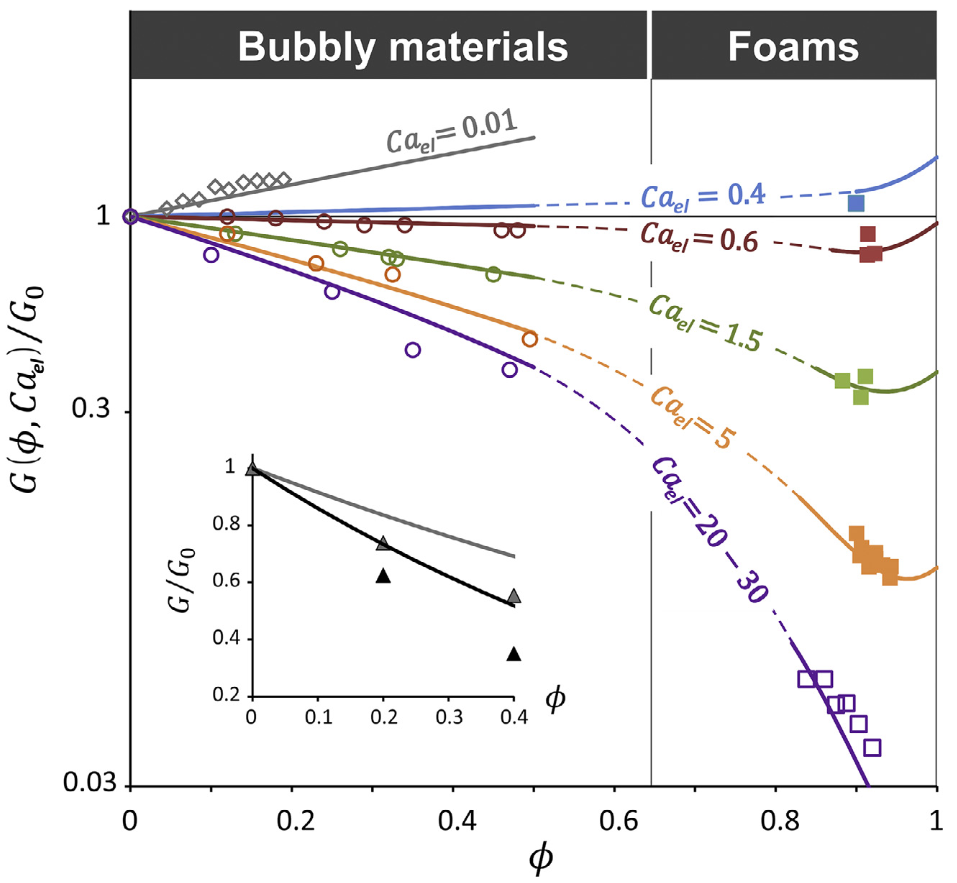 Bubbly materials Foams
Ca_el = 0.01
Ca_el = 0.4
1
Ca_el = 0.6
G(ϕ, Ca_el)/G₀
Ca_el = 1.5
0.3
Ca_el = 5
1
Ca_el = 20 – 30
0.8
G/G₀
0.6
0.4
0.2
ϕ
0 0.1 0.2 0.3 0.4
0.03
0 0.2 0.4 0.6 0.8 1
ϕ